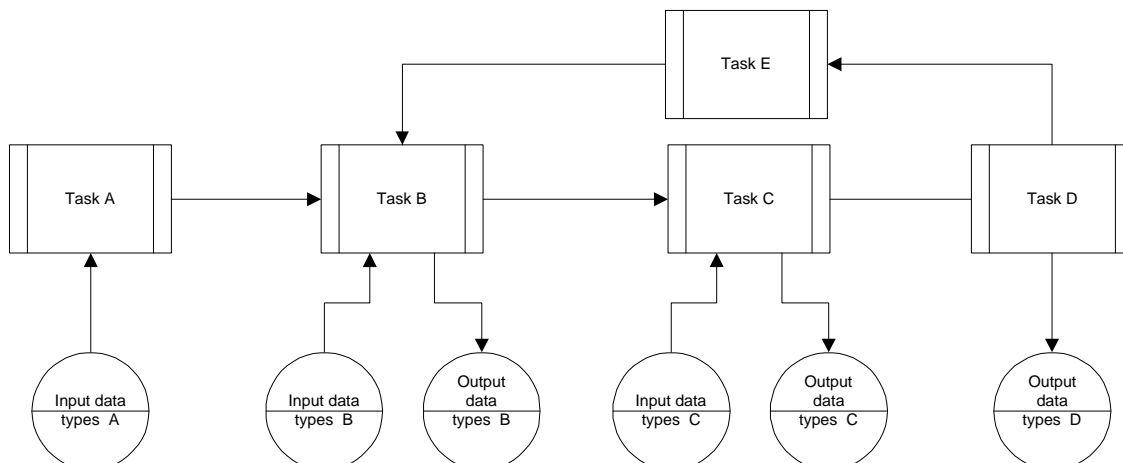 Task E
Task A
Task B
Task C
Task D
Input data
types A
Input data
types B
Output
data
types B
Input data
types C
Output
data
types C
Output
data
types D